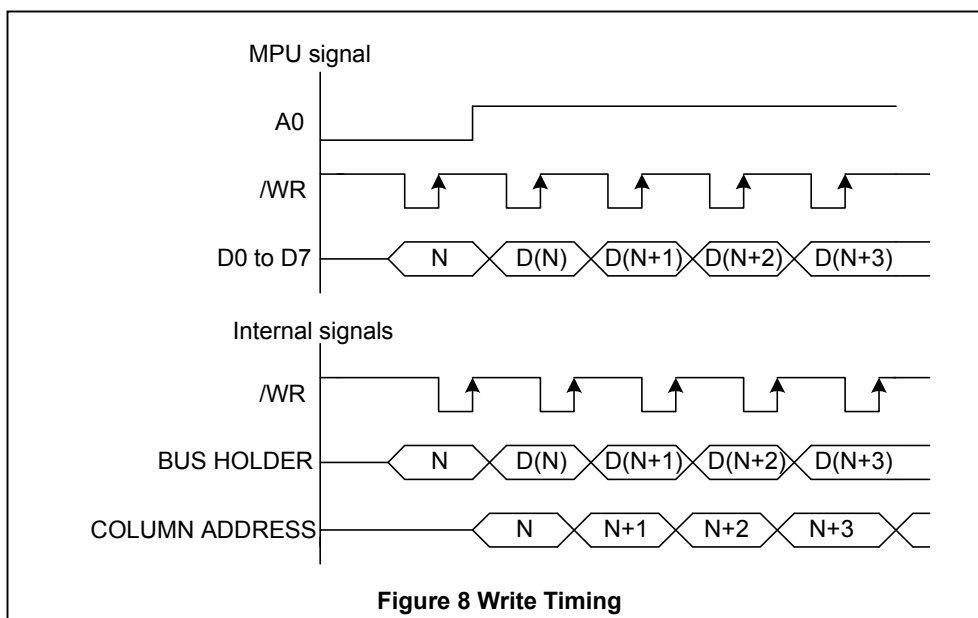 MPU signal
A0
/WR
D0 to D7
N D(N) D(N+1) D(N+2) D(N+3)
Internal signals
/WR
BUS HOLDER
N D(N) D(N+1) D(N+2) D(N+3)
COLUMN ADDRESS
N N+1 N+2 N+3
Figure 8 Write Timing